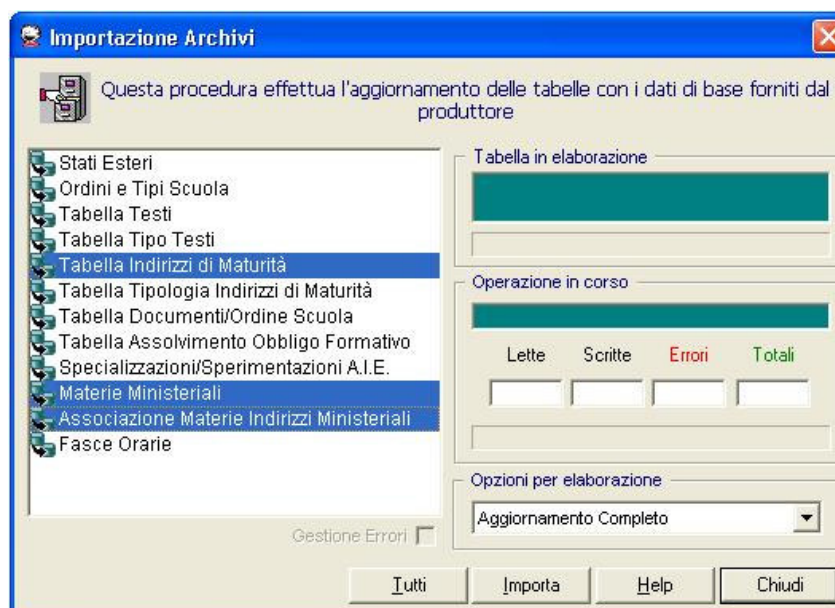 Importazione Archivi
Questa procedura effettua l'aggiornamento delle tabelle con i dati di base forniti dal
produttore
Stati Esteri
Ordini e Tipi Scuola
Tabella Testi
Tabella Tipo Testi
Tabella Indirizzi di Maturità
Tabella Tipologia Indirizzi di Maturità
Tabella Documenti/Ordine Scuola
Tabella Assolvimento Obbligo Formativo
Specializzazioni/Sperimentazioni A.I.E.
Materie Ministeriali
Associazione Materie Indirizzi Ministeriali
Fasce Orarie
Gestione Errori
Tabella in elaborazione
Operazione in corso
Lette Scritte Errori Totali
Opzioni per elaborazione
Aggiornamento Completo
Tutti Importa Help Chiudi